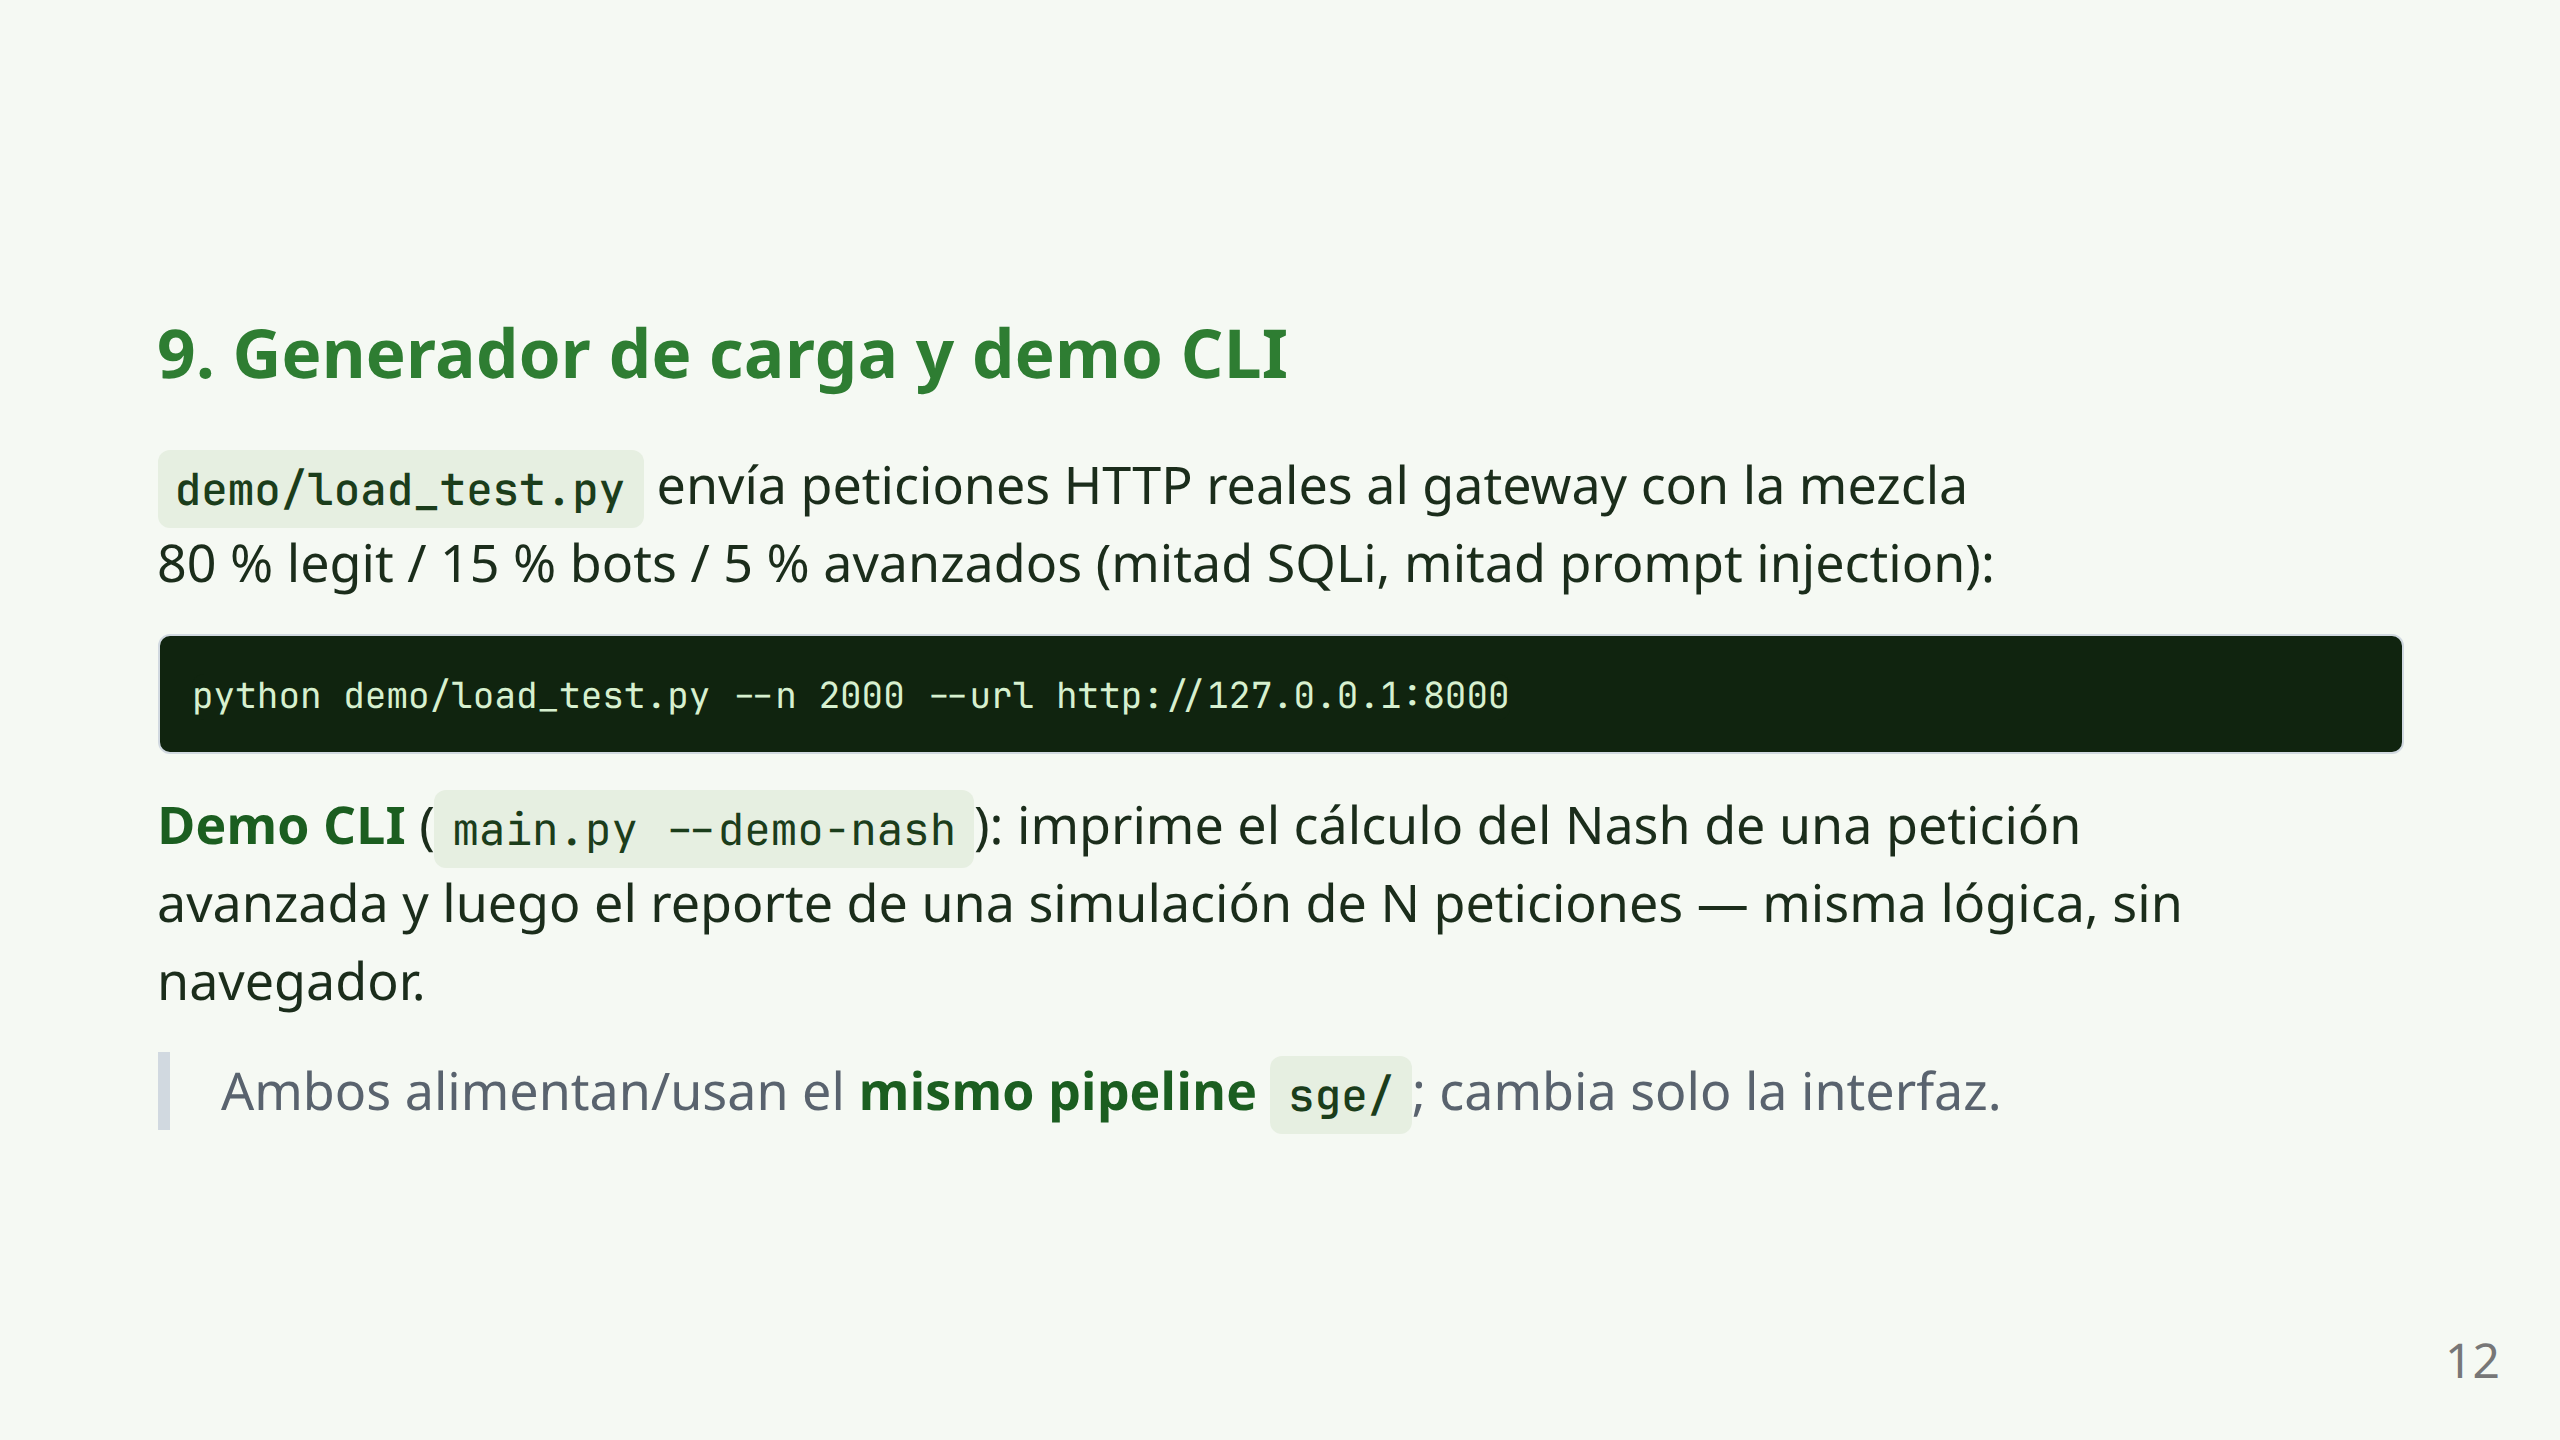 9. Generador de carga y demo CLI
demo/load_test.py envía peticiones HTTP reales al gateway con la mezcla
80 % legit / 15 % bots / 5 % avanzados (mitad SQLi, mitad prompt injection):
python demo/load_test.py --n 2000 --url http://127.0.0.1:8000
Demo CLI (main.py --demo-nash): imprime el cálculo del Nash de una petición
avanzada y luego el reporte de una simulación de N peticiones — misma lógica, sin
navegador.
Ambos alimentan/usan el mismo pipeline sge/; cambia solo la interfaz.
12